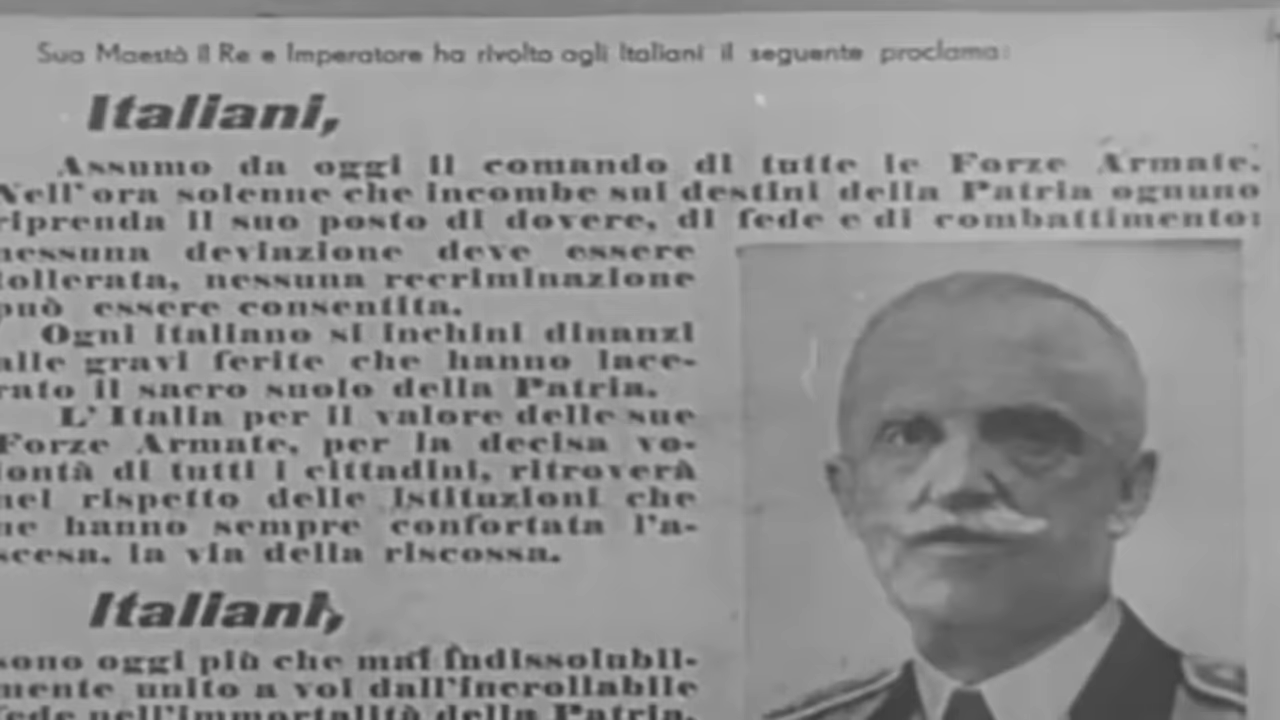 Sua Maestà il Re e Imperatore ha rivolto agli Italiani il seguente proclama:
Italiani,
Assumo da oggi il comando di tutte le Forze Armate.
Nell'ora solenne che incombe sui destini della Patria ognuno
riprenda il suo posto di dovere, di fede e di combattimento:
nessuna deviazione deve essere
tollerata, nessuna recriminazione
può essere consentita.
Ogni Italiano si inchini dinanzi
alle gravi ferite che hanno lace-
rato il sacro suolo della Patria.
L'Italia per il valore delle sue
Forze Armate, per la decisa vo-
lontà di tutti i cittadini, ritroverà
nel rispetto delle Istituzioni che
ne hanno sempre confortata l'a-
scesa, la via della riscossa.
Italiani,
sono oggi più che mai indissolubil-
mente unito a voi dall'incrollabile
fede nell'immortalità della Patria.